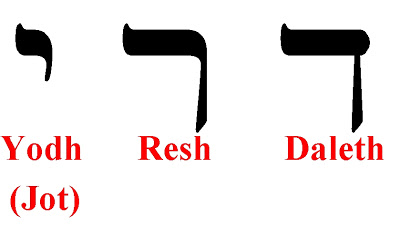 י ר ד
Yodh Resh Daleth
(Jot)